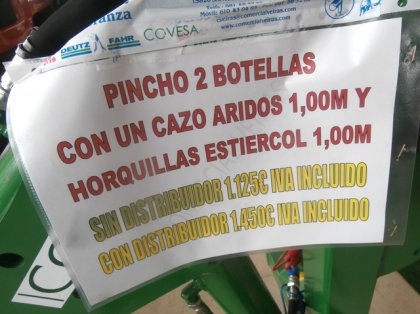 COVESA
DEUTZ
FAHR
PINCHO 2 BOTELLAS
CON UN CAZO ARIDOS 1,00M Y
HORQUILLAS ESTIERCOL 1,00M
SIN DISTRIBUIDOR 1.125€ IVA INCLUIDO
CON DISTRIBUIDOR 1.450€ IVA INCLUIDO